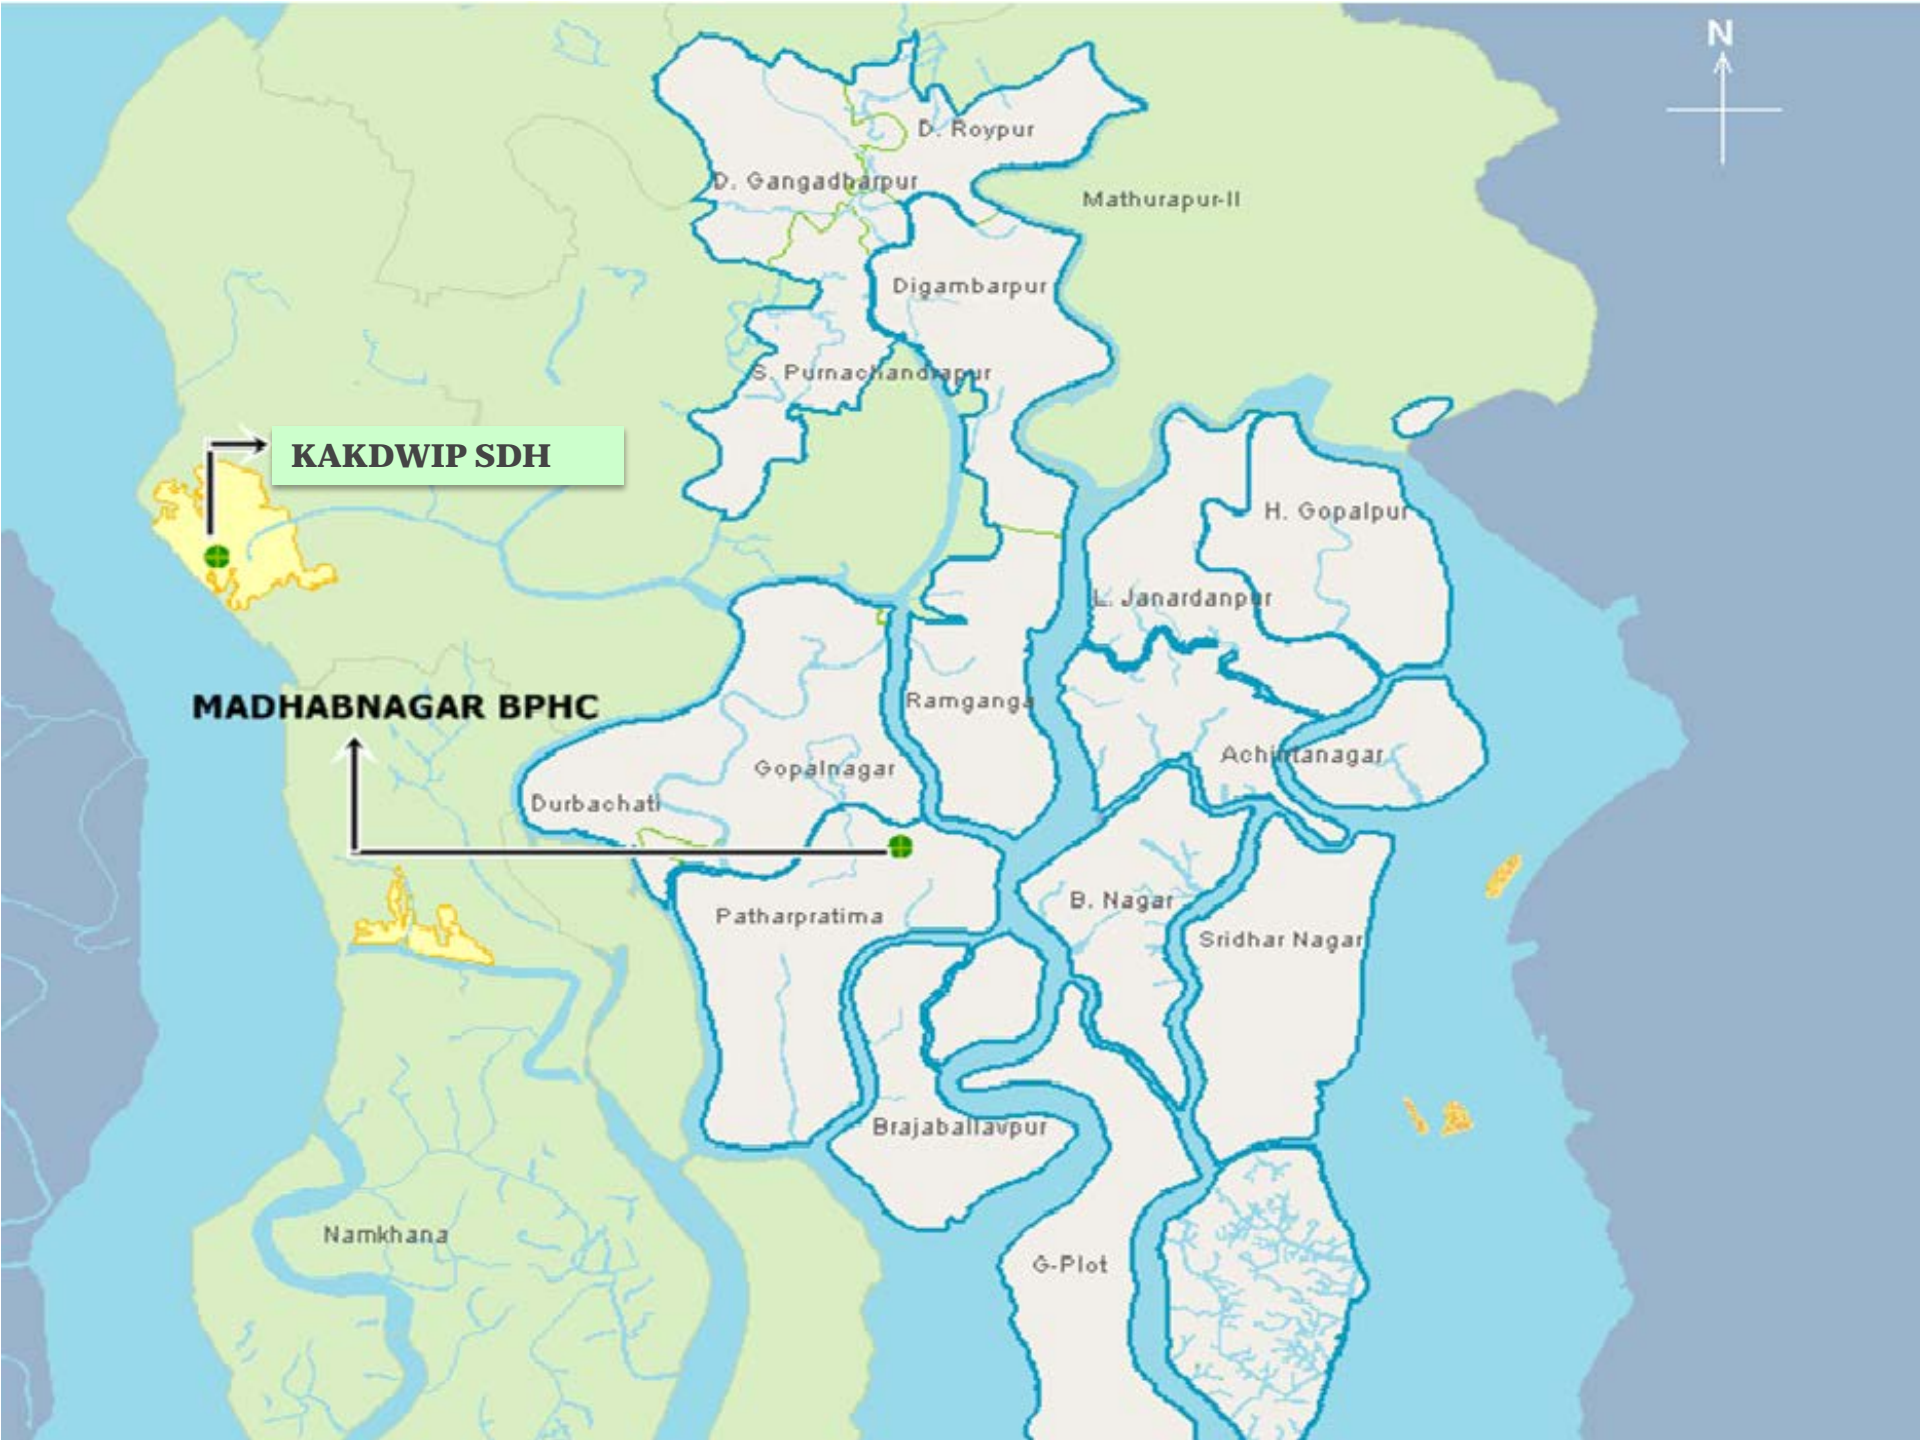 N
D. Roypur
D. Gangadharpur
Mathurapur-II
Digambarpur
S. Purnachandrapur
KAKDWIP SDH
H. Gopalpur
L. Janardanpur
MADHABNAGAR BPHC
Ramganga
Achintanagar
Gopalnagar
Durbachati
B. Nagar
Patharpratima
Sridhar Nagar
Brajaballavpur
Namkhana
G-Plot